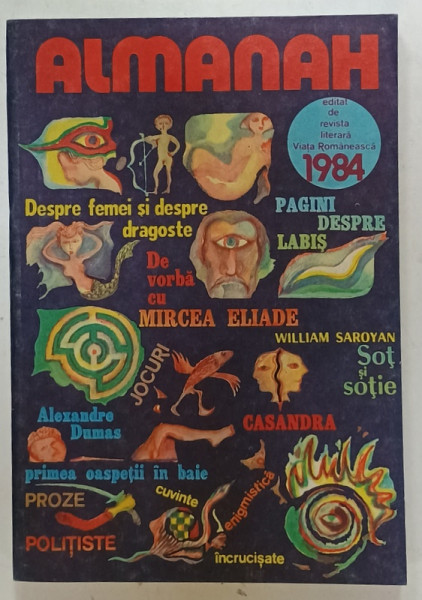 ALMANAH
editat
de
revista
literară
Viața Românească
1984
Despre femei și despre
dragoste
PAGINI
DESPRE
LABIȘ
De
vorbă
cu
MIRCEA ELIADE
JOCURI
WILLIAM SAROYAN
Soț
și
soție
Alexandre
Dumas
CASANDRA
primea oaspeții în baie
PROZE
POLIȚISTE
cuvinte
enigmistică
încrucișate